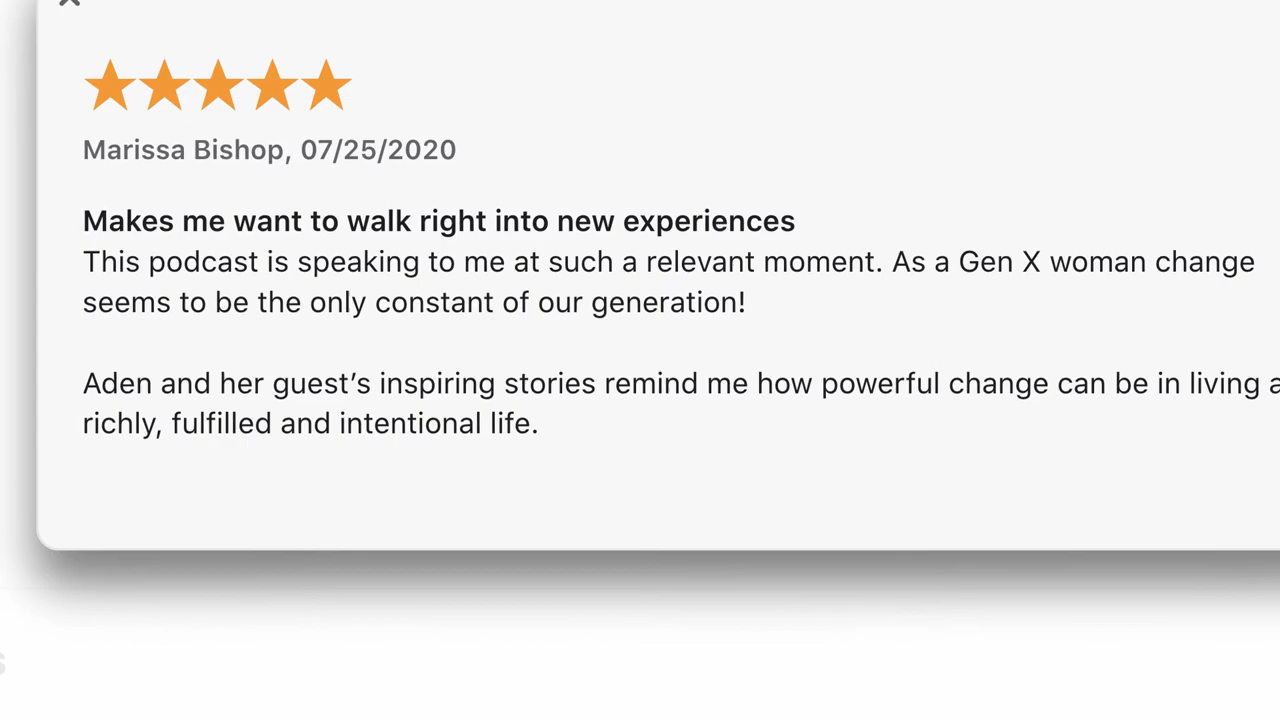 Marissa Bishop, 07/25/2020
Makes me want to walk right into new experiences
This podcast is speaking to me at such a relevant moment. As a Gen X woman change
seems to be the only constant of our generation!
Aden and her guest’s inspiring stories remind me how powerful change can be in living a
richly, fulfilled and intentional life.